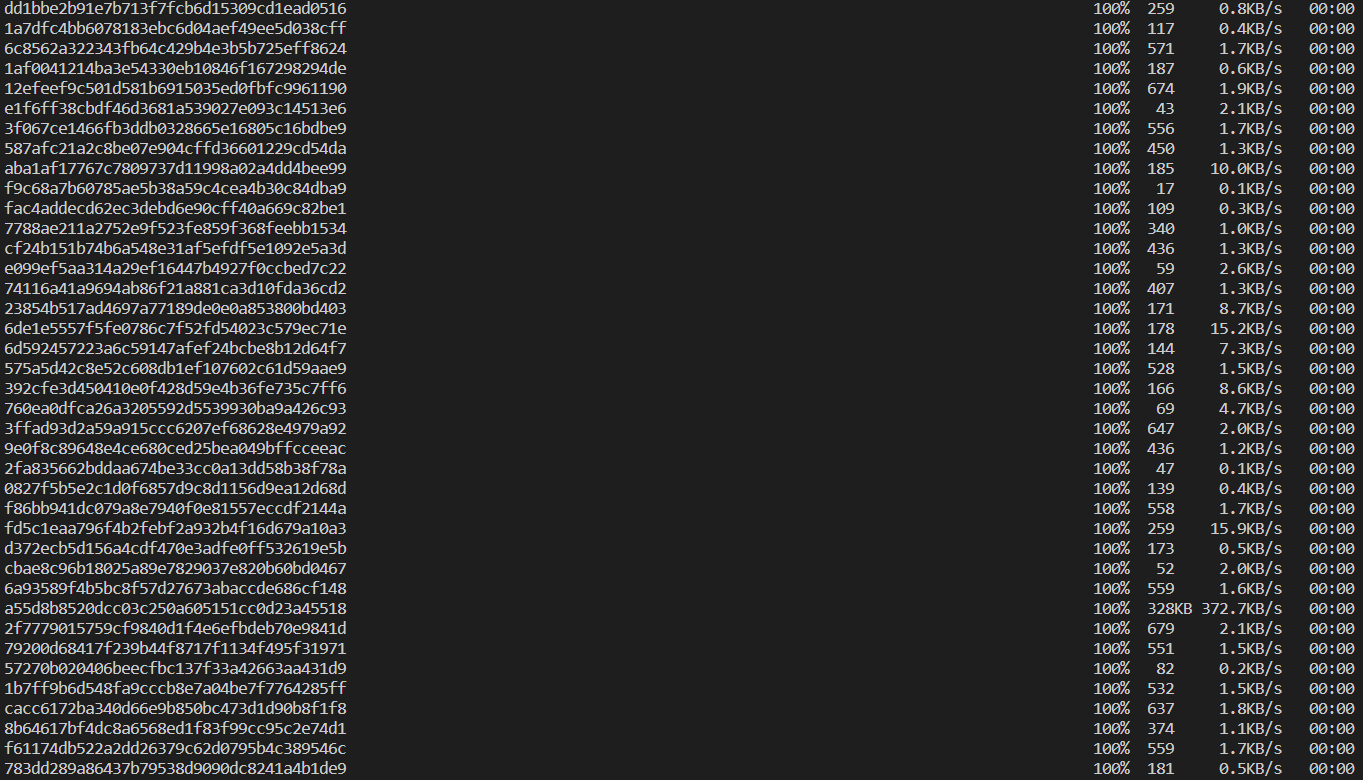 dd1bbe2b91e7b713f7fcb6d15309cd1ead0516 100% 259 0.8KB/s 00:00
1a7dfc4bb6078183ebc6d04aef49ee5d038cff 100% 117 0.4KB/s 00:00
6c8562a322343fb64c429b4e3b5b725eff8624 100% 571 1.7KB/s 00:00
1af0041214ba3e54330eb10846f167298294de 100% 187 0.6KB/s 00:00
12efeef9c501d581b6915035ed0fbfc9961190 100% 674 1.9KB/s 00:00
e1f6ff38cbdf46d3681a539027e093c14513e6 100% 43 2.1KB/s 00:00
3f067ce1466fb3ddb0328665e16805c16bdbe9 100% 556 1.7KB/s 00:00
587afc21a2c8be07e904cffd36601229cd54da 100% 450 1.3KB/s 00:00
aba1af17767c7809737d11998a02a4dd4bee99 100% 185 10.0KB/s 00:00
f9c68a7b60785ae5b38a59c4cea4b30c84dba9 100% 17 0.1KB/s 00:00
fac4addecd62ec3debd6e90cff40a669c82be1 100% 109 0.3KB/s 00:00
7788ae211a2752e9f523fe859f368feebb1534 100% 340 1.0KB/s 00:00
cf24b151b74b6a548e31af5efdf5e1092e5a3d 100% 436 1.3KB/s 00:00
e099ef5aa314a29ef16447b4927f0ccbed7c22 100% 59 2.6KB/s 00:00
74116a41a9694ab86f21a881ca3d10fda36cd2 100% 407 1.3KB/s 00:00
23854b517ad4697a77189de0e0a853800bd403 100% 171 8.7KB/s 00:00
6de1e5557f5fe0786c7f52fd54023c579ec71e 100% 178 15.2KB/s 00:00
6d592457223a6c59147afef24bcbe8b12d64f7 100% 144 7.3KB/s 00:00
575a5d42c8e52c608db1ef107602c61d59aae9 100% 528 1.5KB/s 00:00
392cfe3d450410e0f428d59e4b36fe735c7ff6 100% 166 8.6KB/s 00:00
760ea0dfca26a3205592d5539930ba9a426c93 100% 69 4.7KB/s 00:00
3ffad93d2a59a915ccc6207ef68628e4979a92 100% 647 2.0KB/s 00:00
9e0f8c89648e4ce680ced25bea049bffcceeac 100% 436 1.2KB/s 00:00
2fa835662bddaa674be33cc0a13dd58b38f78a 100% 47 0.1KB/s 00:00
0827f5b5e2c1d0f6857d9c8d1156d9ea12d68d 100% 139 0.4KB/s 00:00
f86bb941dc079a8e7940f0e81557eccdf2144a 100% 558 1.7KB/s 00:00
fd5c1eaa796f4b2febf2a932b4f16d679a10a3 100% 259 15.9KB/s 00:00
d372ecb5d156a4cdf470e3adfe0ff532619e5b 100% 173 0.5KB/s 00:00
cbae8c96b18025a89e7829037e820b60bd0467 100% 52 2.0KB/s 00:00
6a93589f4b5bc8f57d27673abaccde686cf148 100% 559 1.6KB/s 00:00
a55d8b8520dcc03c250a605151cc0d23a45518 100% 328KB 372.7KB/s 00:00
2f7779015759cf9840d1f4e6efbdeb70e9841d 100% 679 2.1KB/s 00:00
79200d68417f239b44f8717f1134f495f31971 100% 551 1.5KB/s 00:00
57270b020406beecfbc137f33a42663aa431d9 100% 82 0.2KB/s 00:00
1b7ff9b6d548fa9cccb8e7a04be7f7764285ff 100% 532 1.5KB/s 00:00
cacc6172ba340d66e9b850bc473d1d90b8f1f8 100% 637 1.8KB/s 00:00
8b64617bf4dc8a6568ed1f83f99cc95c2e74d1 100% 374 1.1KB/s 00:00
f61174db522a2dd26379c62d0795b4c389546c 100% 559 1.7KB/s 00:00
783dd289a86437b79538d9090dc8241a4b1de9 100% 181 0.5KB/s 00:00